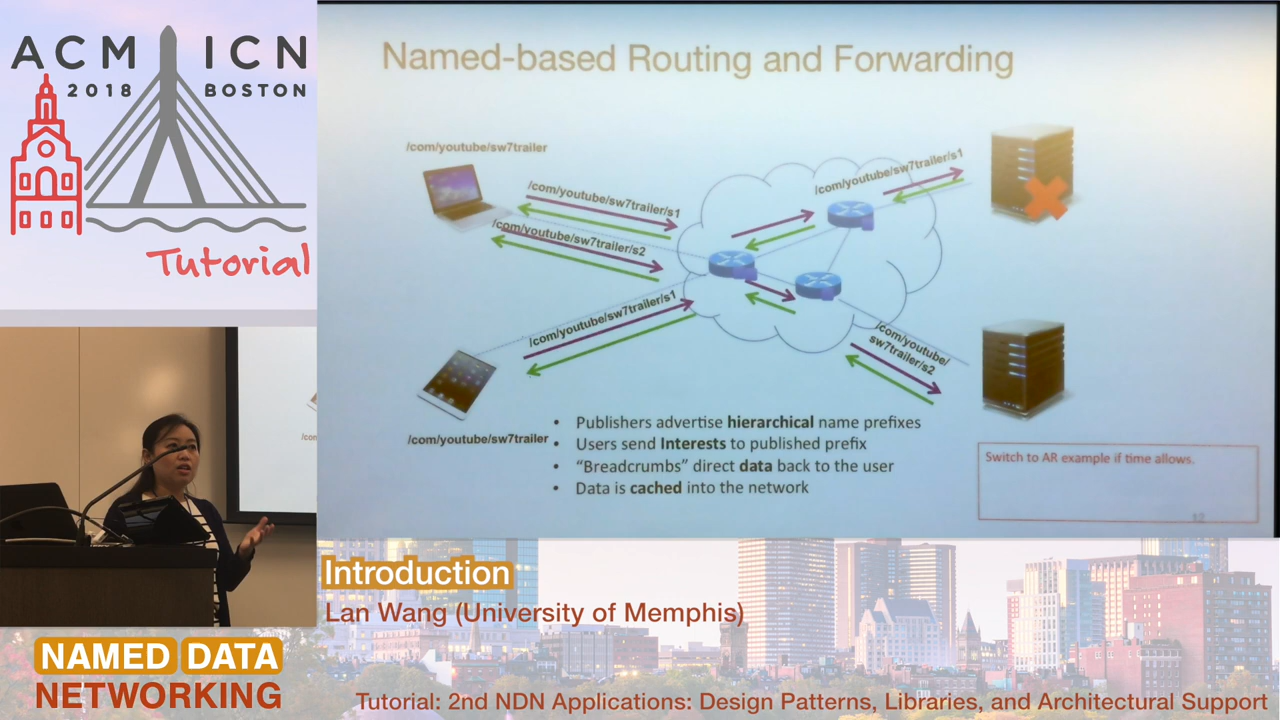 ACM ICN
2018 BOSTON
Tutorial
Named-based Routing and Forwarding
/com/youtube/sw7trailer
/com/youtube/sw7trailer/s1
/com/youtube/sw7trailer/s2
/com/youtube/sw7trailer/s1
/com/youtube/sw7trailer/s1
/com/youtube/
sw7trailer/s2
/com/youtube/sw7trailer
• Publishers advertise hierarchical name prefixes
• Users send Interests to published prefix
• “Breadcrumbs” direct data back to the user
• Data is cached into the network
Switch to AR example if time allows.
12
/com
Introduction
Lan Wang (University of Memphis)
NAMED DATA
NETWORKING
Tutorial: 2nd NDN Applications: Design Patterns, Libraries, and Architectural Support